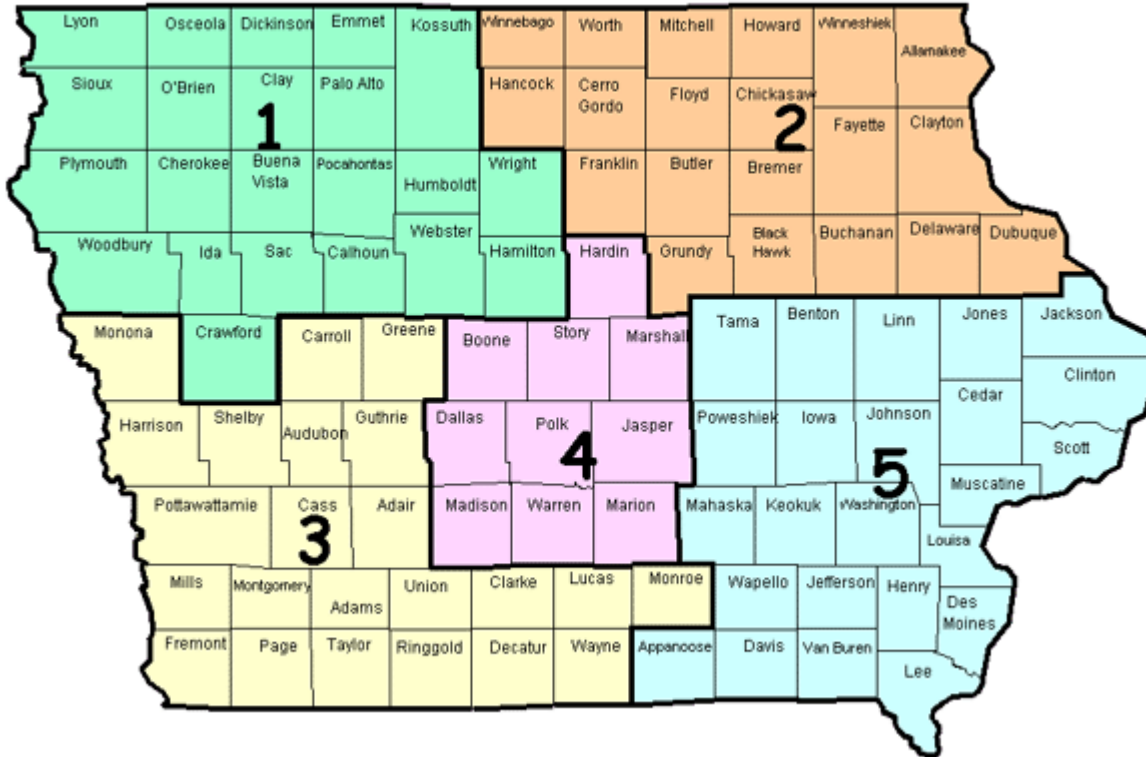 Lyon
Osceola
Dickinson
Emmet
Kossuth
Winnebago
Worth
Mitchell
Howard
Winneshiek
Allamakee
Sioux
O'Brien
Clay
Palo Alto
Hancock
Cerro
Gordo
Floyd
Chickasaw
1
2
Fayette
Clayton
Plymouth
Cherokee
Buena
Vista
Pocahontas
Humboldt
Wright
Franklin
Butler
Bremer
Woodbury
Ida
Sac
Calhoun
Webster
Hamilton
Hardin
Grundy
Black
Hawk
Buchanan
Delaware
Dubuque
Monona
Crawford
Carroll
Greene
Boone
Story
Marshall
Tama
Benton
Linn
Jones
Jackson
Clinton
Cedar
Harrison
Shelby
Audubon
Guthrie
Dallas
Polk
Jasper
Poweshiek
Iowa
Johnson
Scott
4
5
Muscatine
Pottawattamie
Cass
Adair
3
Madison
Warren
Marion
Mahaska
Keokuk
Washington
Louisa
Mills
Montgomery
Adams
Union
Clarke
Lucas
Monroe
Wapello
Jefferson
Henry
Des
Moines
Fremont
Page
Taylor
Ringgold
Decatur
Wayne
Appanoose
Davis
Van Buren
Lee